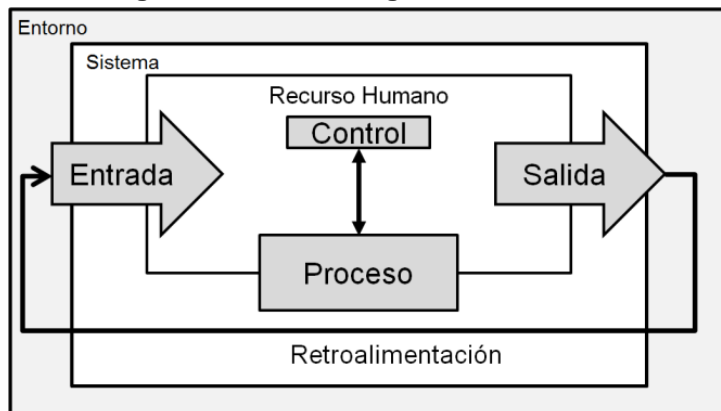 Entorno
Sistema
Recurso Humano
Control
Entrada
Salida
Proceso
Retroalimentación